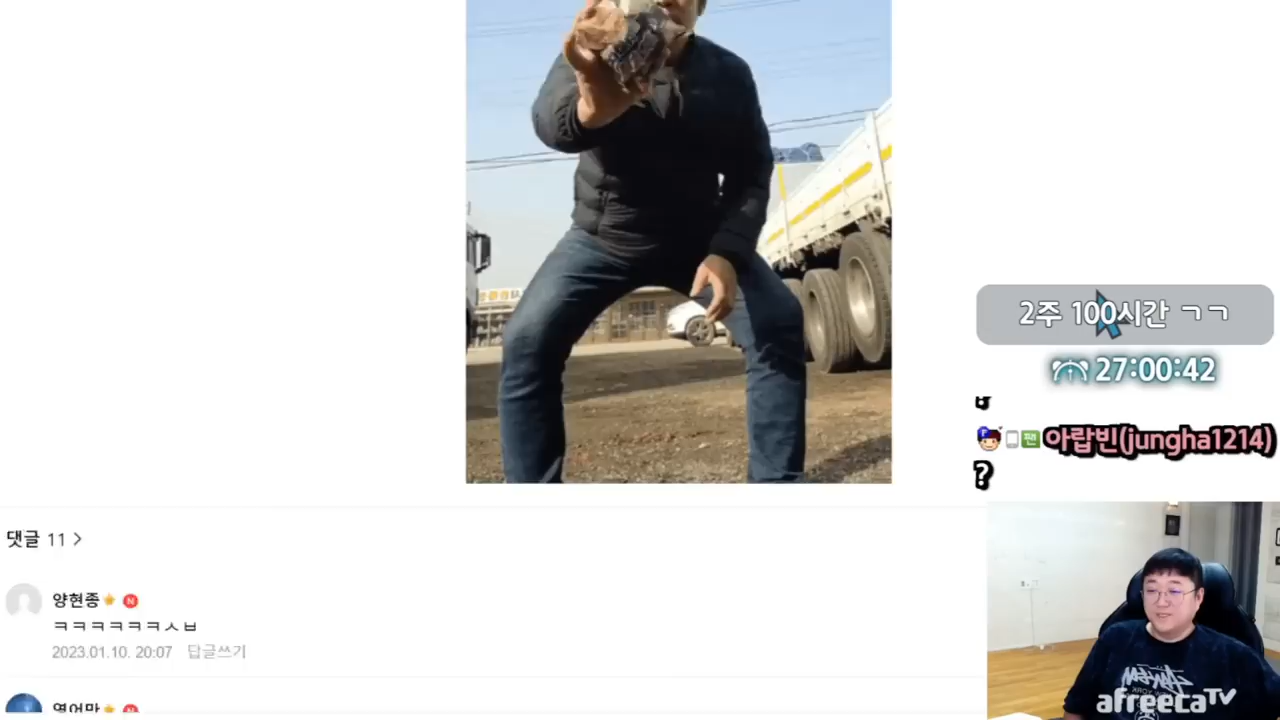 2주 100시간 ㄱㄱ
27:00:42
아랍빈(jungha1214)
?
댓글 11 >
양현종
ㅋㅋㅋㅋㅋㅋㅅㅂ
2023.01.10. 20:07 답글쓰기
afreecaTV